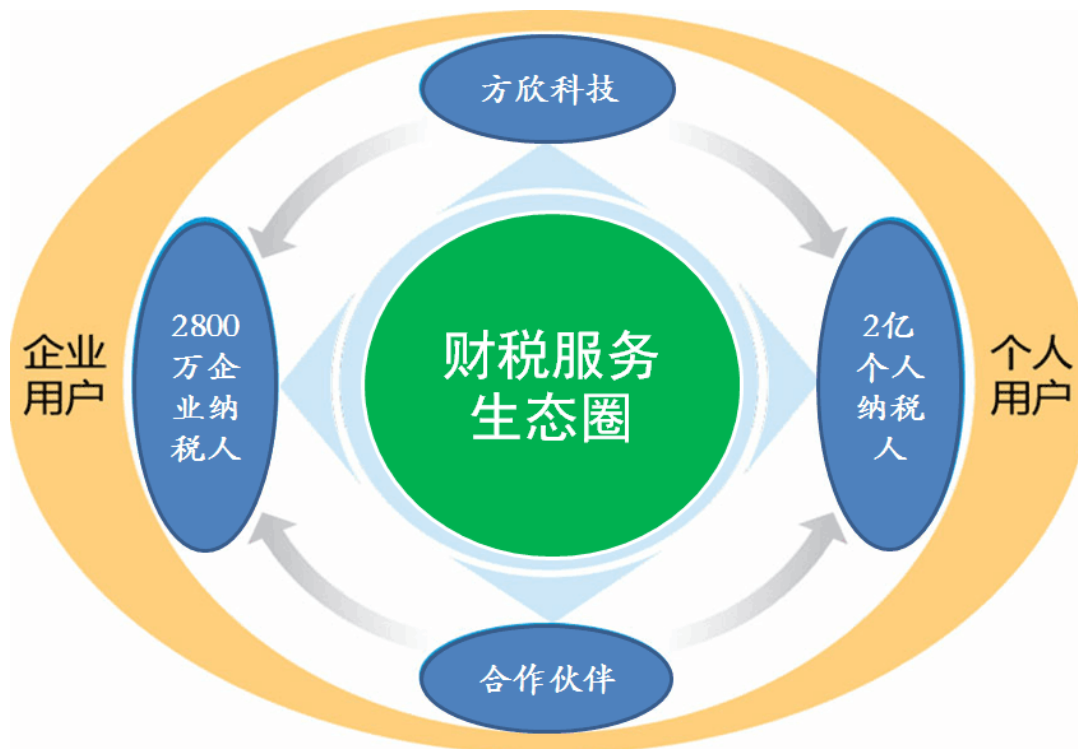 方欣科技
企业
用户
2800
万企
业纳
税人
财税服务
生态圈
2亿
个人
纳税
人
个人
用户
合作伙伴